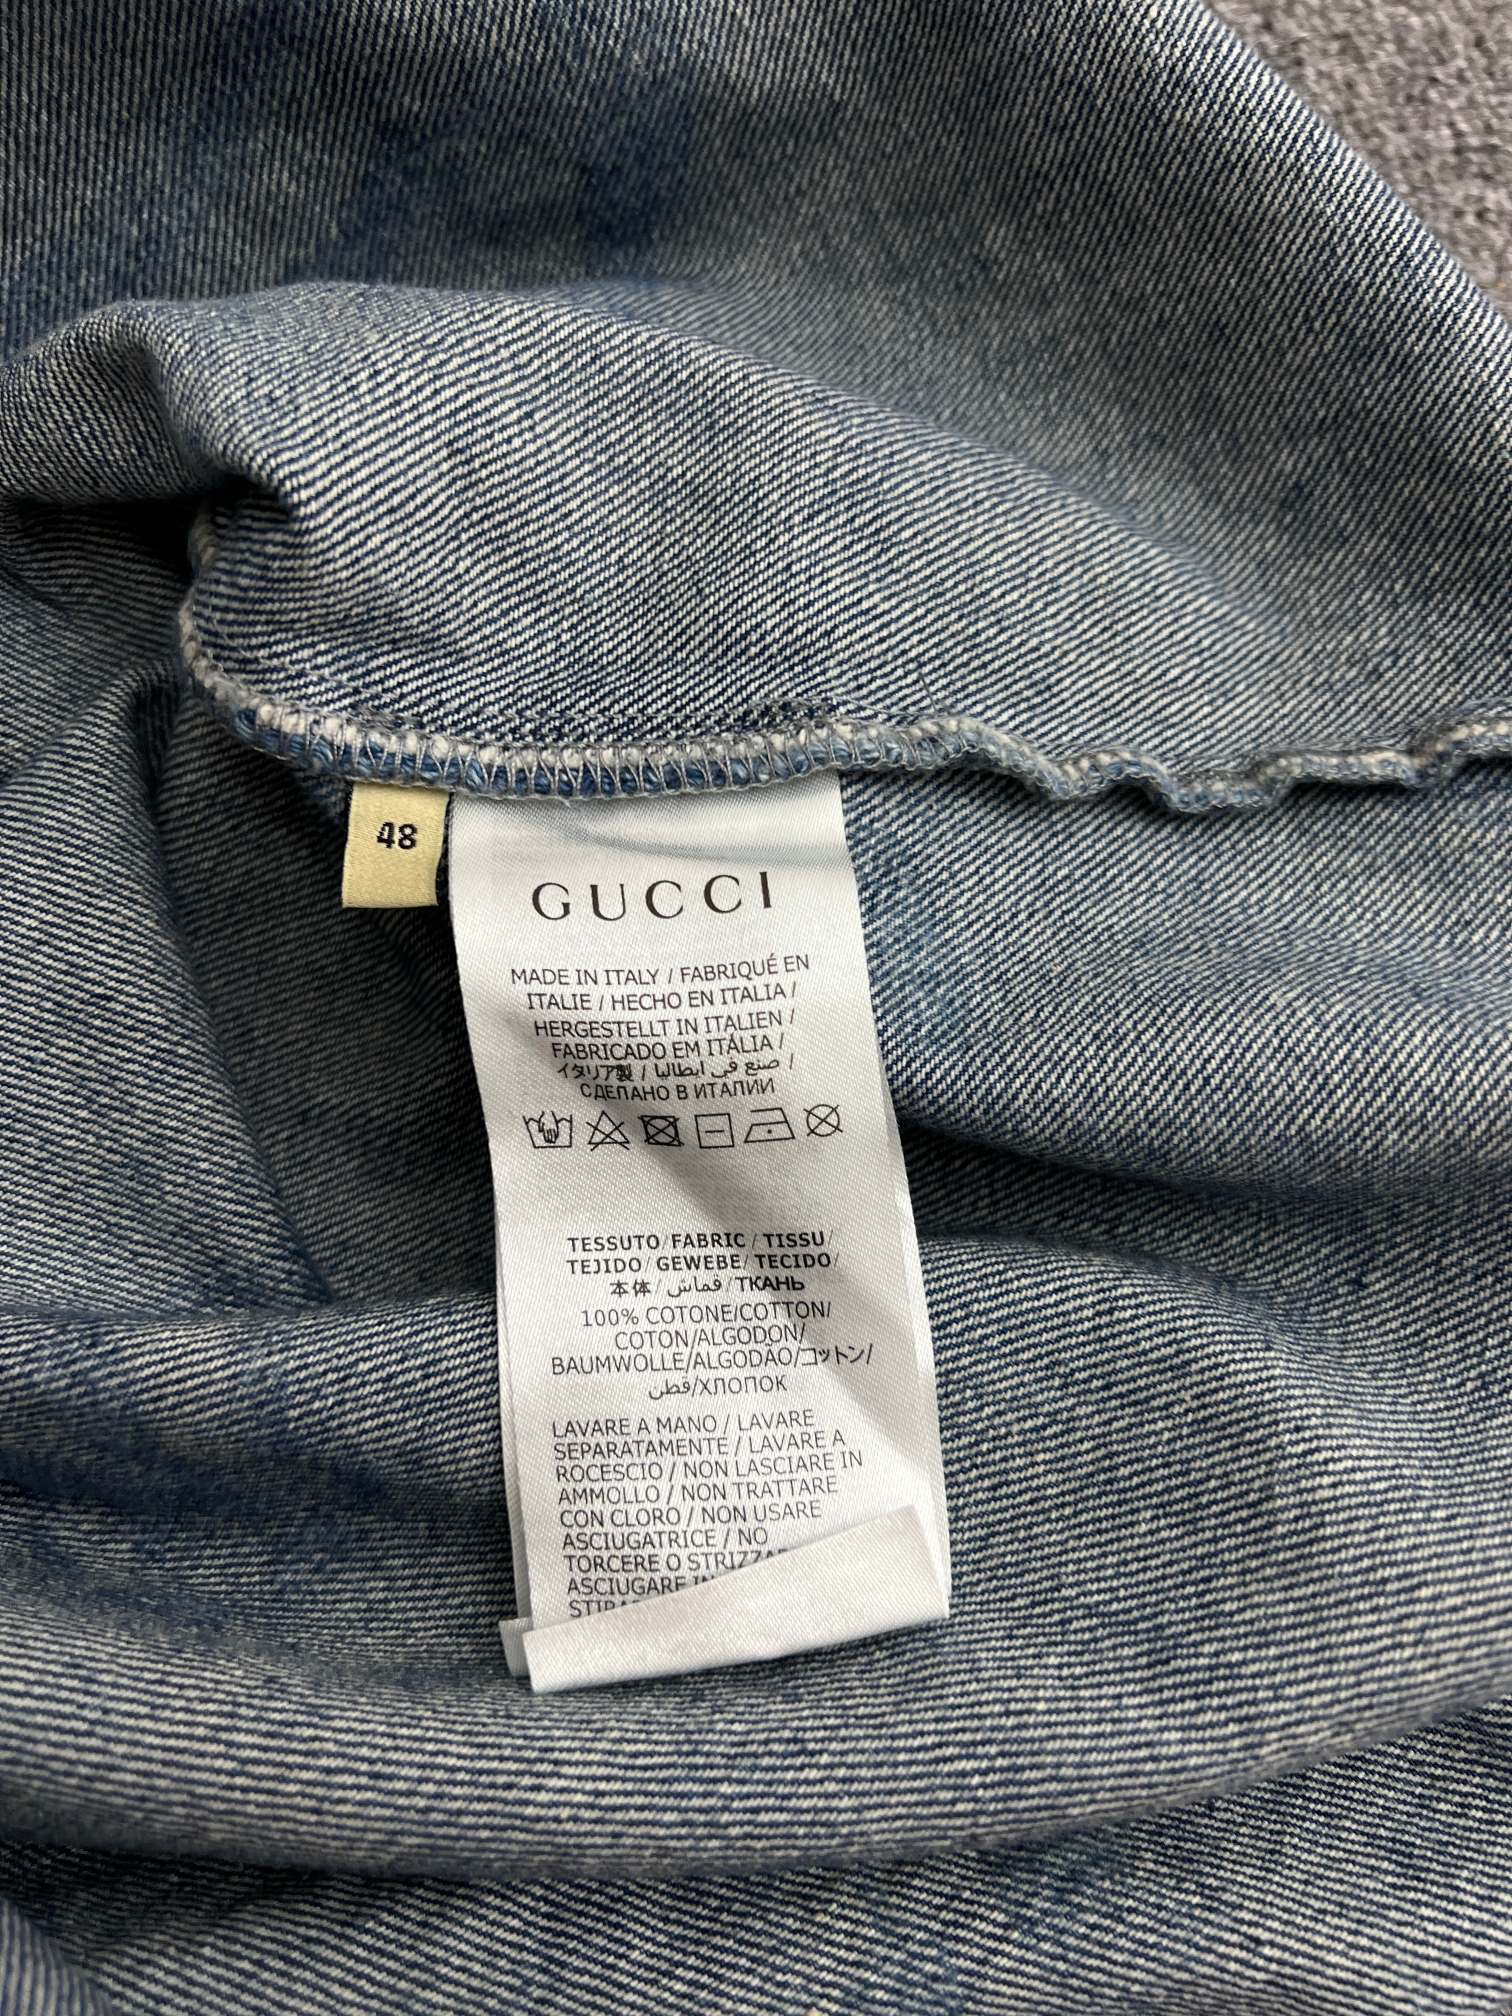 48
GUCCI
MADE IN ITALY / FABRIQUÉ EN
ITALIE / HECHO EN ITALIA /
HERGESTELLT IN ITALIEN /
FABRICADO EM ITÁLIA /
イタリア製 / صنع في ايطاليا /
СДЕЛАНО В ИТАЛИИ
TESSUTO/FABRIC/TISSU/
TEJIDO/GEWEBE/TECIDO/
本体/قماش/ТКАНЬ
100% COTONE/COTTON/
COTON/ALGODON/
BAUMWOLLE/ALGODÃO/コットン/
قطن/ХЛОПОК
LAVARE A MANO / LAVARE
SEPARATAMENTE / LAVARE A
ROCESCIO / NON LASCIARE IN
AMMOLLO / NON TRATTARE
CON CLORO / NON USARE
ASCIUGATRICE / NO
TORCERE O
ASCIUGARE